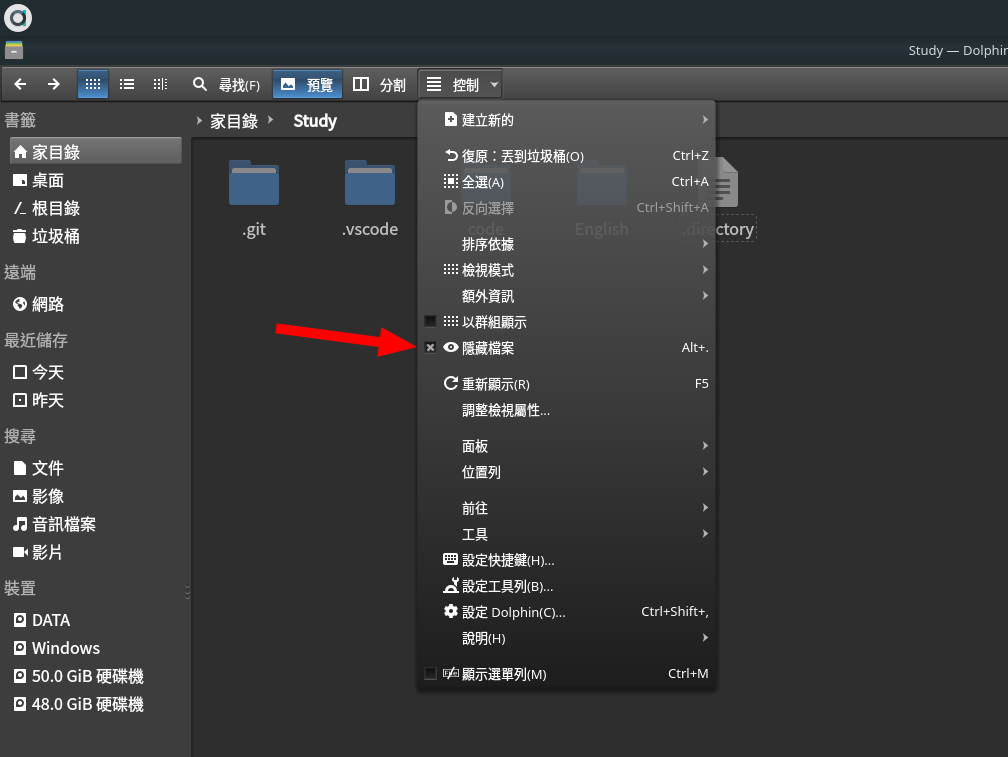 Study — Dolphin
尋找(F) 預覽 分割 控制
書籤
家目錄
桌面
根目錄
垃圾桶
遠端
網路
最近儲存
今天
昨天
搜尋
文件
影像
音訊檔案
影片
裝置
DATA
Windows
50.0 GiB 硬碟機
48.0 GiB 硬碟機
家目錄 Study
.git
.vscode
code
English
.directory
建立新的
復原：丟到垃圾桶(O) Ctrl+Z
全選(A) Ctrl+A
反向選擇 Ctrl+Shift+A
排序依據
檢視模式
額外資訊
以群組顯示
隱藏檔案 Alt+.
重新顯示(R) F5
調整檢視屬性...
面板
位置列
前往
工具
設定快捷鍵(H)...
設定工具列(B)...
設定 Dolphin(C)... Ctrl+Shift+,
說明(H)
顯示選單列(M) Ctrl+M